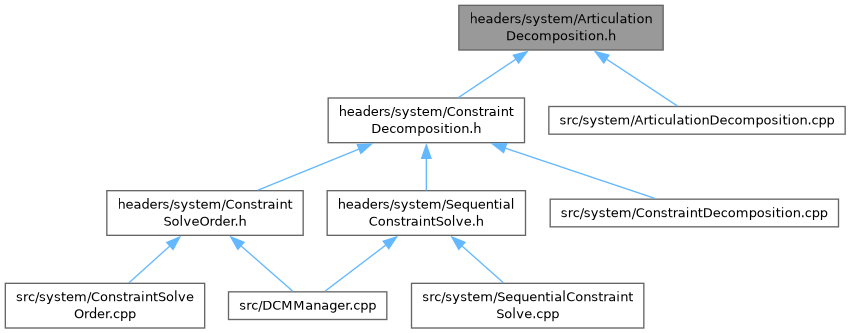 headers/system/Articulation
Decomposition.h
headers/system/Constraint
Decomposition.h
src/system/ArticulationDecomposition.cpp
headers/system/Constraint
SolveOrder.h
headers/system/Sequential
ConstraintSolve.h
src/system/ConstraintDecomposition.cpp
src/system/ConstraintSolve
Order.cpp
src/DCMManager.cpp
src/system/SequentialConstraint
Solve.cpp